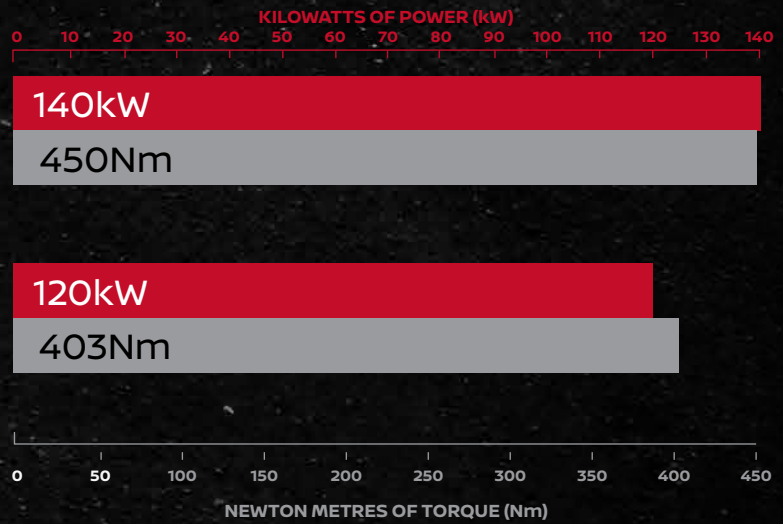 KILOWATTS OF POWER (kW)
0 10 20 30 40 50 60 70 80 90 100 110 120 130 140
140kW
450Nm
120kW
403Nm
0 50 100 150 200 250 300 350 400 450
NEWTON METRES OF TORQUE (Nm)